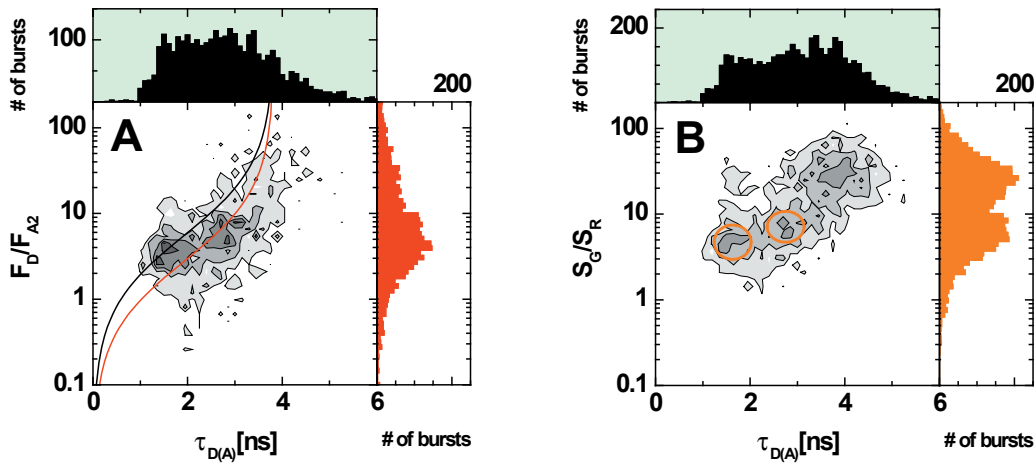 # of bursts
100
200
A
100
10
1
0.1
F_D/F_A2
0 2 4 6
τ_D(A)[ns]
# of bursts
# of bursts
200
200
B
100
10
1
0.1
S_G/S_R
0 2 4 6
τ_D(A)[ns]
# of bursts